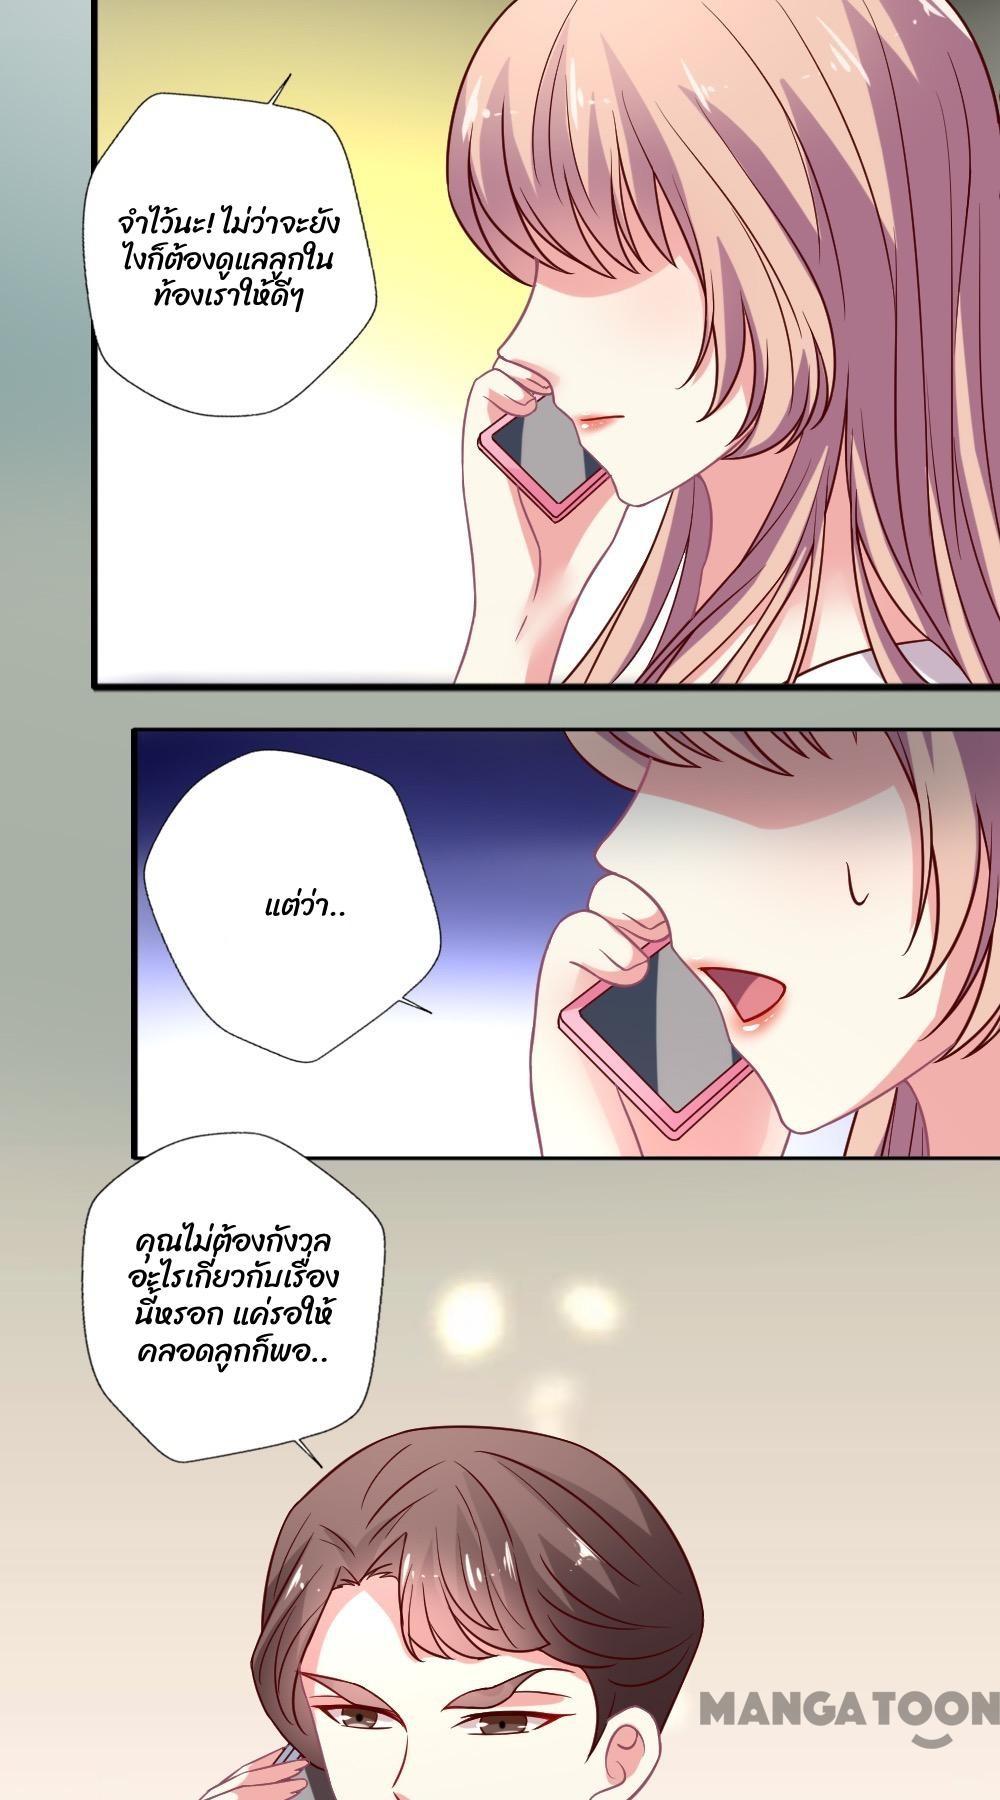 จำไว้นะ! ไม่ว่าจะยัง
ไงก็ต้องดูแลลูกใน
ท้องเราให้ดีๆ
แต่ว่า..
คุณไม่ต้องกังวล
อะไรเกี่ยวกับเรื่อง
นี้หรอก แค่รอให้
คลอดลูกก็พอ..
MANGATOON